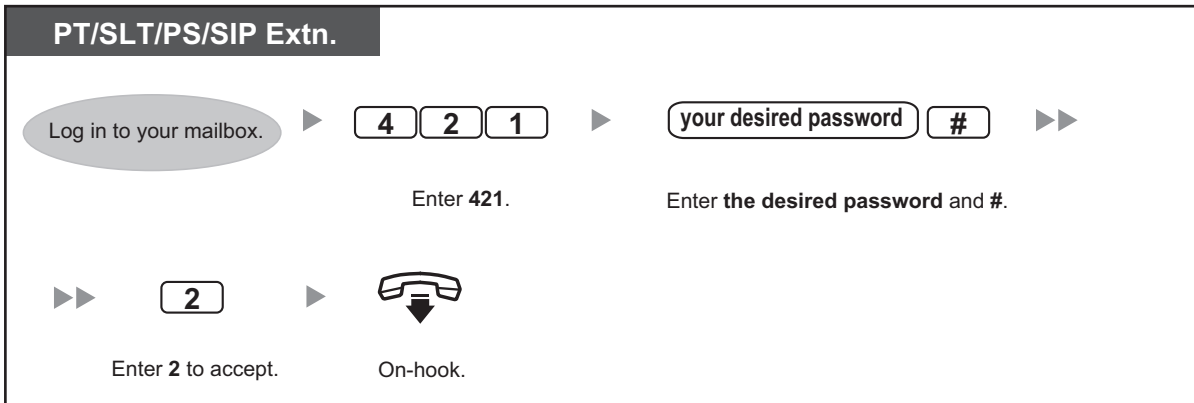 PT/SLT/PS/SIP Extn.
Log in to your mailbox.
4 2 1
your desired password #
Enter 421.
Enter the desired password and #.
2
Enter 2 to accept.
On-hook.